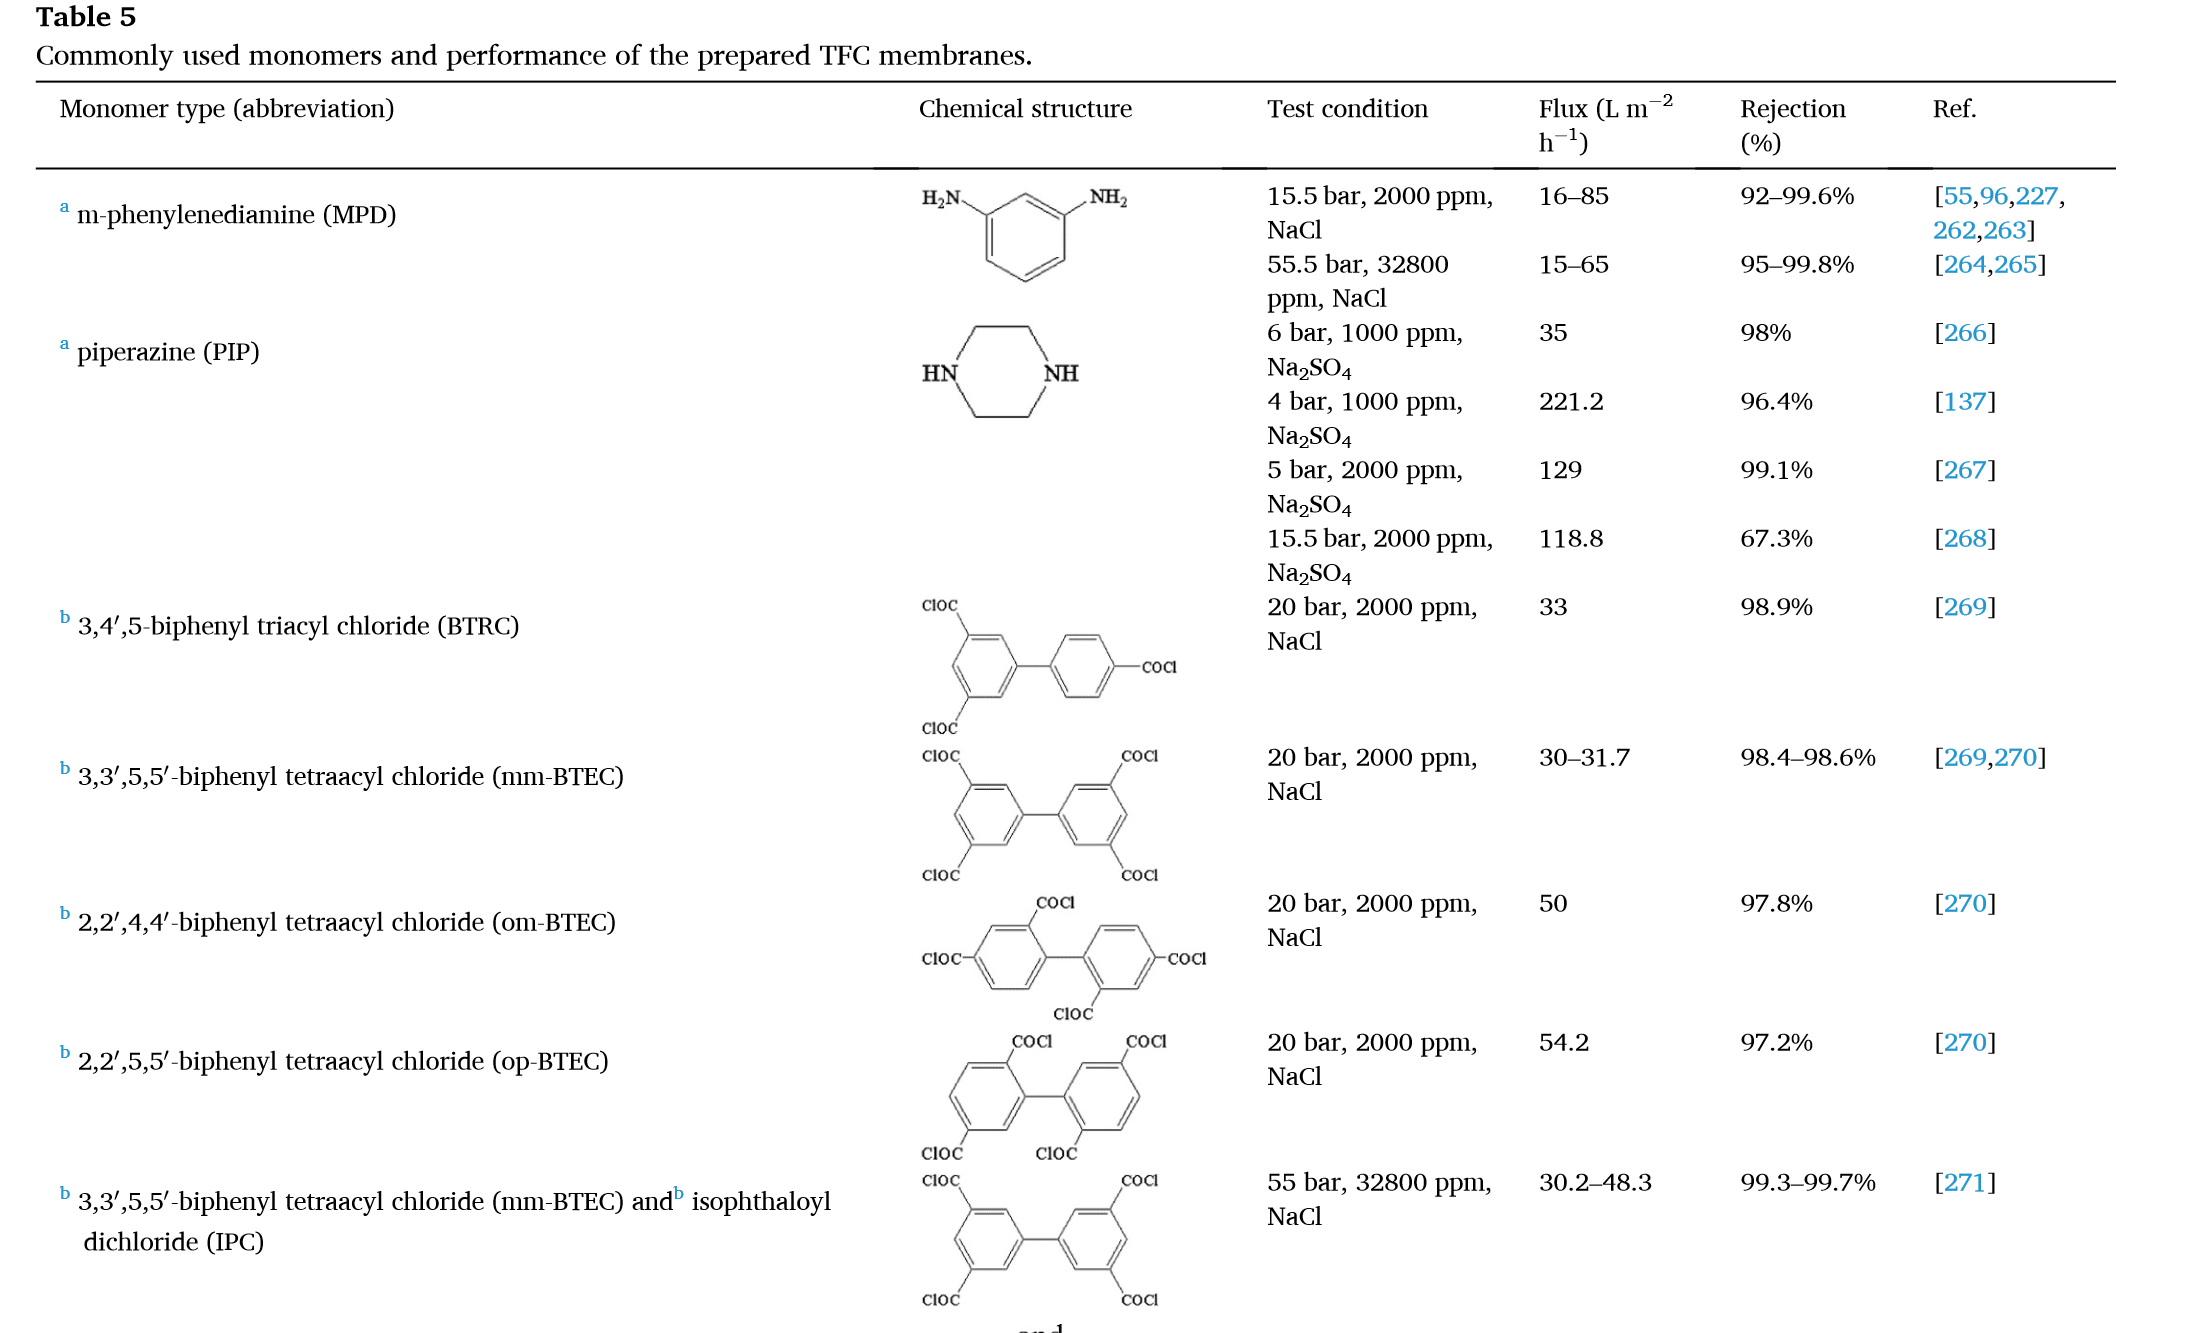 Table 5
Commonly used monomers and performance of the prepared TFC membranes.
Monomer type (abbreviation) Chemical structure Test condition Flux (L m⁻² h⁻¹) Rejection (%) Ref.
ᵃ m-phenylenediamine (MPD) H₂N NH₂ 15.5 bar, 2000 ppm, NaCl 16–85 92–99.6% [55,96,227,262,263]
55.5 bar, 32800 ppm, NaCl 15–65 95–99.8% [264,265]
ᵃ piperazine (PIP) HN NH 6 bar, 1000 ppm, Na₂SO₄ 35 98% [266]
4 bar, 1000 ppm, Na₂SO₄ 221.2 96.4% [137]
5 bar, 2000 ppm, Na₂SO₄ 129 99.1% [267]
15.5 bar, 2000 ppm, Na₂SO₄ 118.8 67.3% [268]
ᵇ 3,4′,5-biphenyl triacyl chloride (BTRC) ClOC COCl ClOC 20 bar, 2000 ppm, NaCl 33 98.9% [269]
ᵇ 3,3′,5,5′-biphenyl tetraacyl chloride (mm-BTEC) ClOC COCl ClOC COCl 20 bar, 2000 ppm, NaCl 30–31.7 98.4–98.6% [269,270]
ᵇ 2,2′,4,4′-biphenyl tetraacyl chloride (om-BTEC) COCl ClOC COCl ClOC 20 bar, 2000 ppm, NaCl 50 97.8% [270]
ᵇ 2,2′,5,5′-biphenyl tetraacyl chloride (op-BTEC) COCl COCl ClOC ClOC 20 bar, 2000 ppm, NaCl 54.2 97.2% [270]
ᵇ 3,3′,5,5′-biphenyl tetraacyl chloride (mm-BTEC) andᵇ isophthaloyl dichloride (IPC) ClOC COCl ClOC COCl 55 bar, 32800 ppm, NaCl 30.2–48.3 99.3–99.7% [271]
and